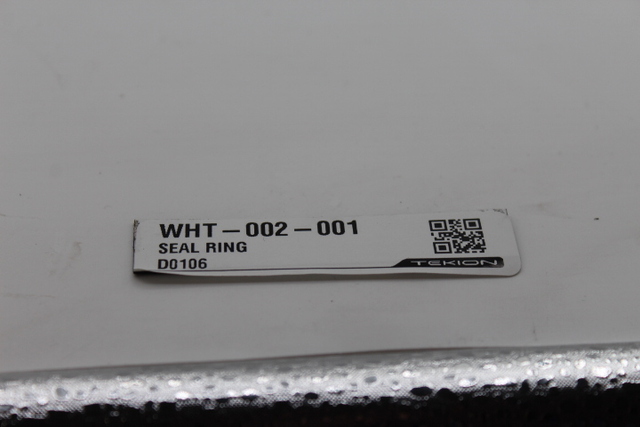 WHT-002-001
SEAL RING
D0106
TEKION